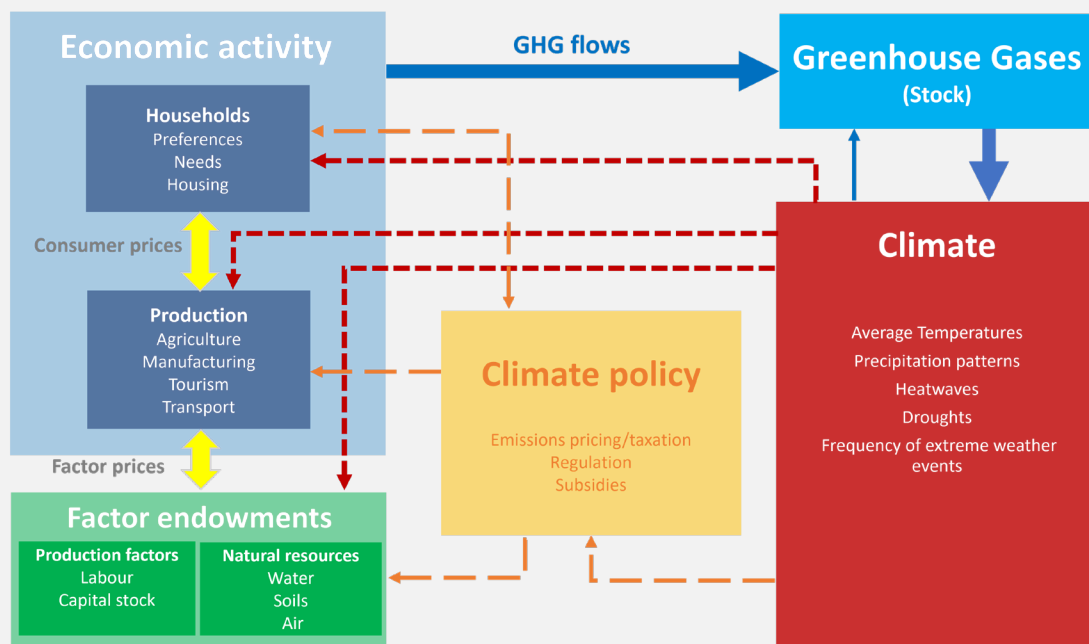 Economic activity
Households
Preferences
Needs
Housing
Consumer prices
Production
Agriculture
Manufacturing
Tourism
Transport
Factor prices
Factor endowments
Production factors
Labour
Capital stock
Natural resources
Water
Soils
Air
GHG flows
Climate policy
Emissions pricing/taxation
Regulation
Subsidies
Greenhouse Gases
(Stock)
Climate
Average Temperatures
Precipitation patterns
Heatwaves
Droughts
Frequency of extreme weather
events